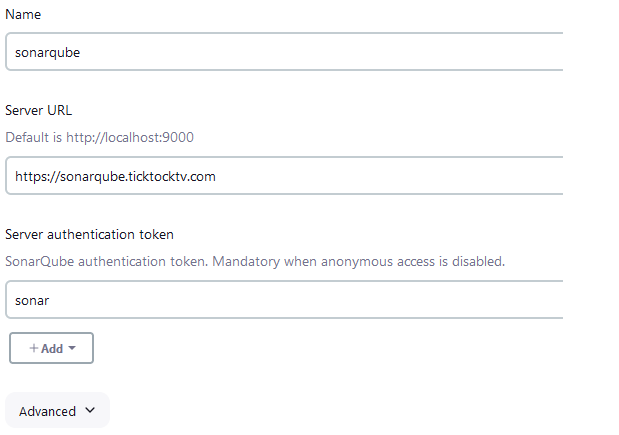 Name
sonarqube
Server URL
Default is http://localhost:9000
https://sonarqube.ticktocktv.com
Server authentication token
SonarQube authentication token. Mandatory when anonymous access is disabled.
sonar
+ Add
Advanced